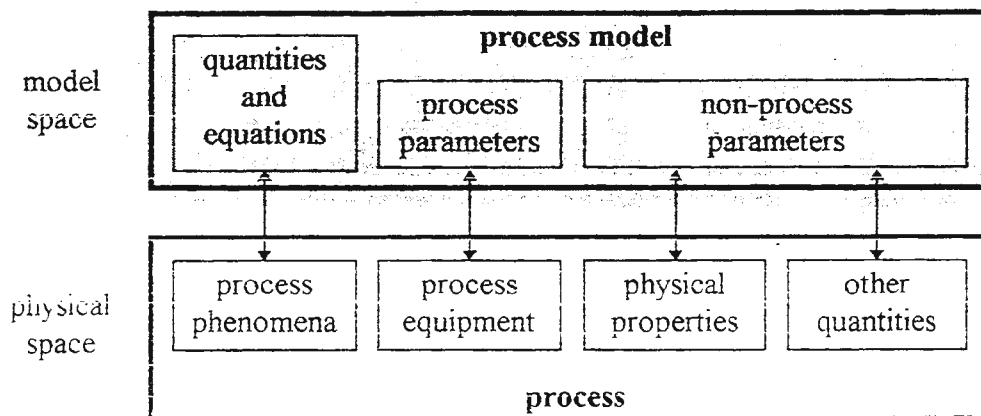 process model
model
space
quantities
and
equations
process
parameters
non-process
parameters
physical
space
process
phenomena
process
equipment
physical
properties
other
quantities
process